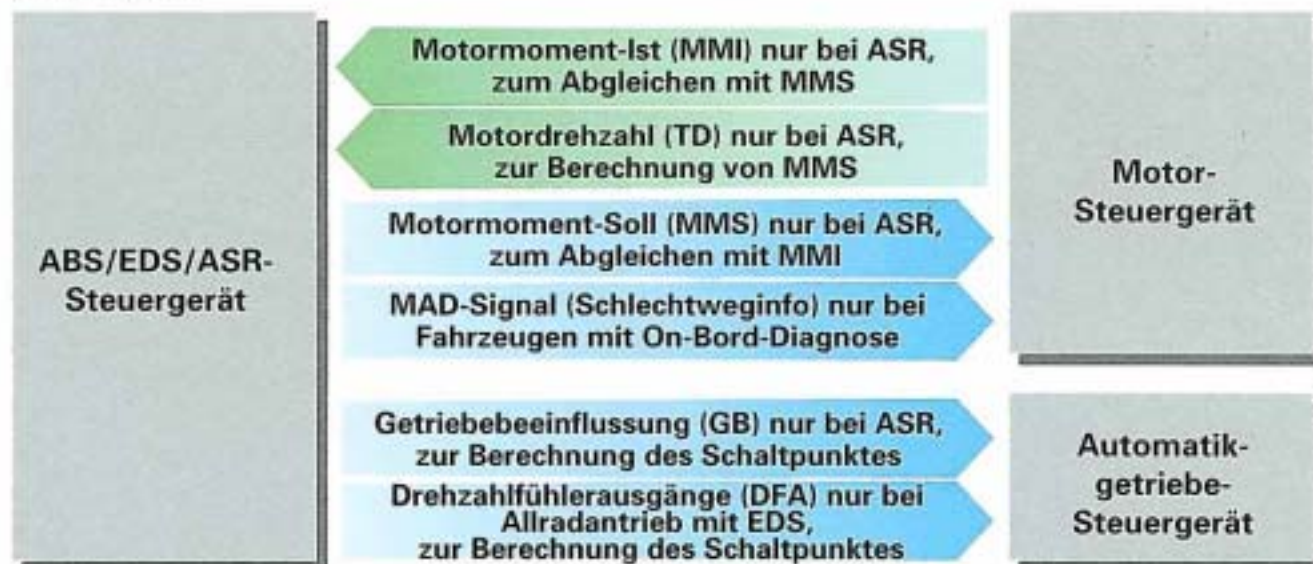 ABS/EDS/ASR-
Steuergerät
Motormoment-Ist (MMI) nur bei ASR,
zum Abgleichen mit MMS
Motordrehzahl (TD) nur bei ASR,
zur Berechnung von MMS
Motormoment-Soll (MMS) nur bei ASR,
zum Abgleichen mit MMI
MAD-Signal (Schlechtweginfo) nur bei
Fahrzeugen mit On-Bord-Diagnose
Motor-
Steuergerät
Getriebebeeinflussung (GB) nur bei ASR,
zur Berechnung des Schaltpunktes
Drehzahlfühlerausgänge (DFA) nur bei
Allradantrieb mit EDS,
zur Berechnung des Schaltpunktes
Automatik-
getriebe-
Steuergerät